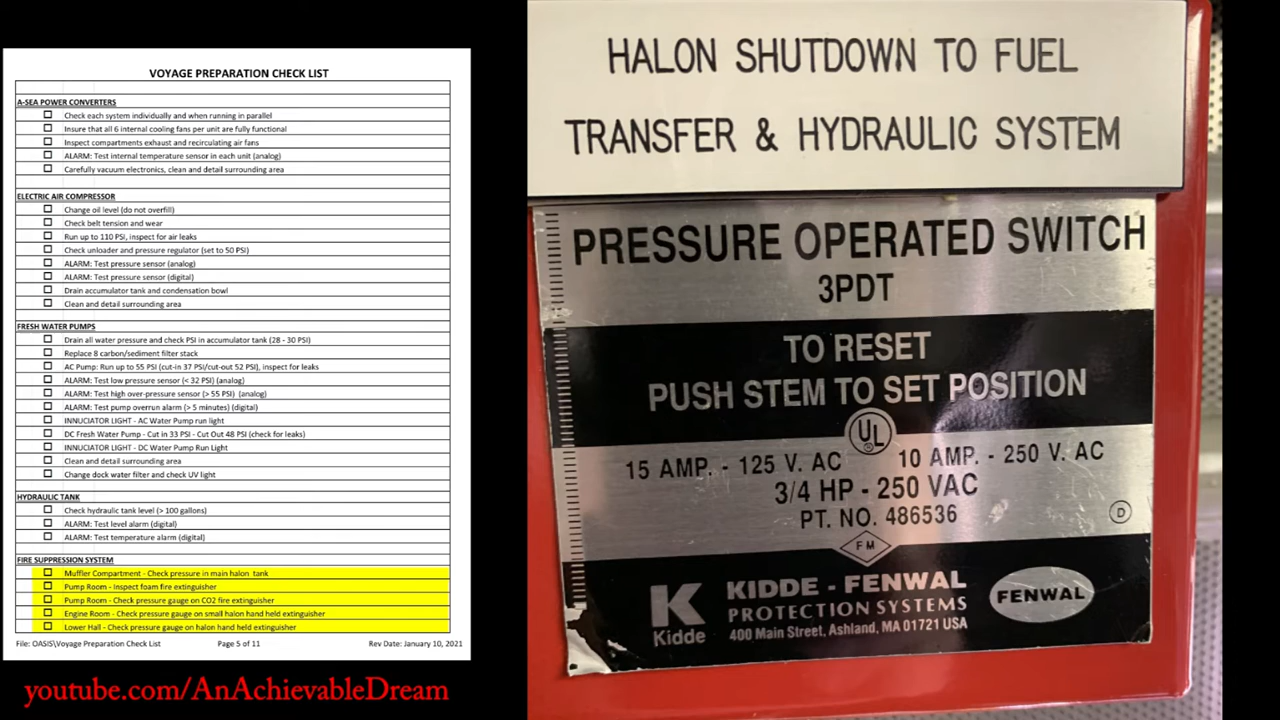 VOYAGE PREPARATION CHECK LIST
A-SEA POWER CONVERTERS
Check each system individually and when running in parallel
Insure that all 6 internal cooling fans per unit are fully functional
Inspect compartments exhaust and recirculating air fans
ALARM: Test internal temperature sensor in each unit (analog)
Carefully vacuum electronics, clean and detail surrounding area
ELECTRIC AIR COMPRESSOR
Change oil level (do not overfill)
Check belt tension and wear
Run up to 110 PSI, inspect for air leaks
Check unloader and pressure regulator (set to 50 PSI)
ALARM: Test pressure sensor (analog)
ALARM: Test pressure sensor (digital)
Drain accumulator tank and condensation bowl
Clean and detail surrounding area
FRESH WATER PUMPS
Drain all water pressure and check PSI in accumulator tank (28 - 30 PSI)
Replace 8 carbon/sediment filter stack
AC Pump: Run up to 55 PSI (cut-in 37 PSI/cut-out 52 PSI), inspect for leaks
ALARM: Test low pressure sensor (< 32 PSI) (analog)
ALARM: Test high over-pressure sensor (> 55 PSI) (analog)
ALARM: Test pump overrun alarm (> 5 minutes) (digital)
INNUCIATOR LIGHT - AC Water Pump run light
DC Fresh Water Pump - Cut in 33 PSI - Cut Out 48 PSI (check for leaks)
INNUCIATOR LIGHT - DC Water Pump Run Light
Clean and detail surrounding area
Change dock water filter and check UV light
HYDRAULIC TANK
Check hydraulic tank level (> 100 gallons)
ALARM: Test level alarm (digital)
ALARM: Test temperature alarm (digital)
FIRE SUPPRESSION SYSTEM
Muffler Compartment - Check pressure in main halon tank
Pump Room - Inspect foam fire extinguisher
Pump Room - Check pressure gauge on CO2 fire extinguisher
Engine Room - Check pressure gauge on small halon hand held extinguisher
Lower Hall - Check pressure gauge on halon hand held extinguisher
File: OASIS\Voyage Preparation Check List Page 5 of 11 Rev Date: January 10, 2021
youtube.com/AnAchievableDream
HALON SHUTDOWN TO FUEL
TRANSFER & HYDRAULIC SYSTEM
PRESSURE OPERATED SWITCH
3PDT
TO RESET
PUSH STEM TO SET POSITION
UL
15 AMP. - 125 V. AC 10 AMP. - 250 V. AC
3/4 HP - 250 VAC
PT. NO. 486536
D
FM
K KIDDE - FENWAL
PROTECTION SYSTEMS
Kidde 400 Main Street, Ashland, MA 01721 USA
FENWAL